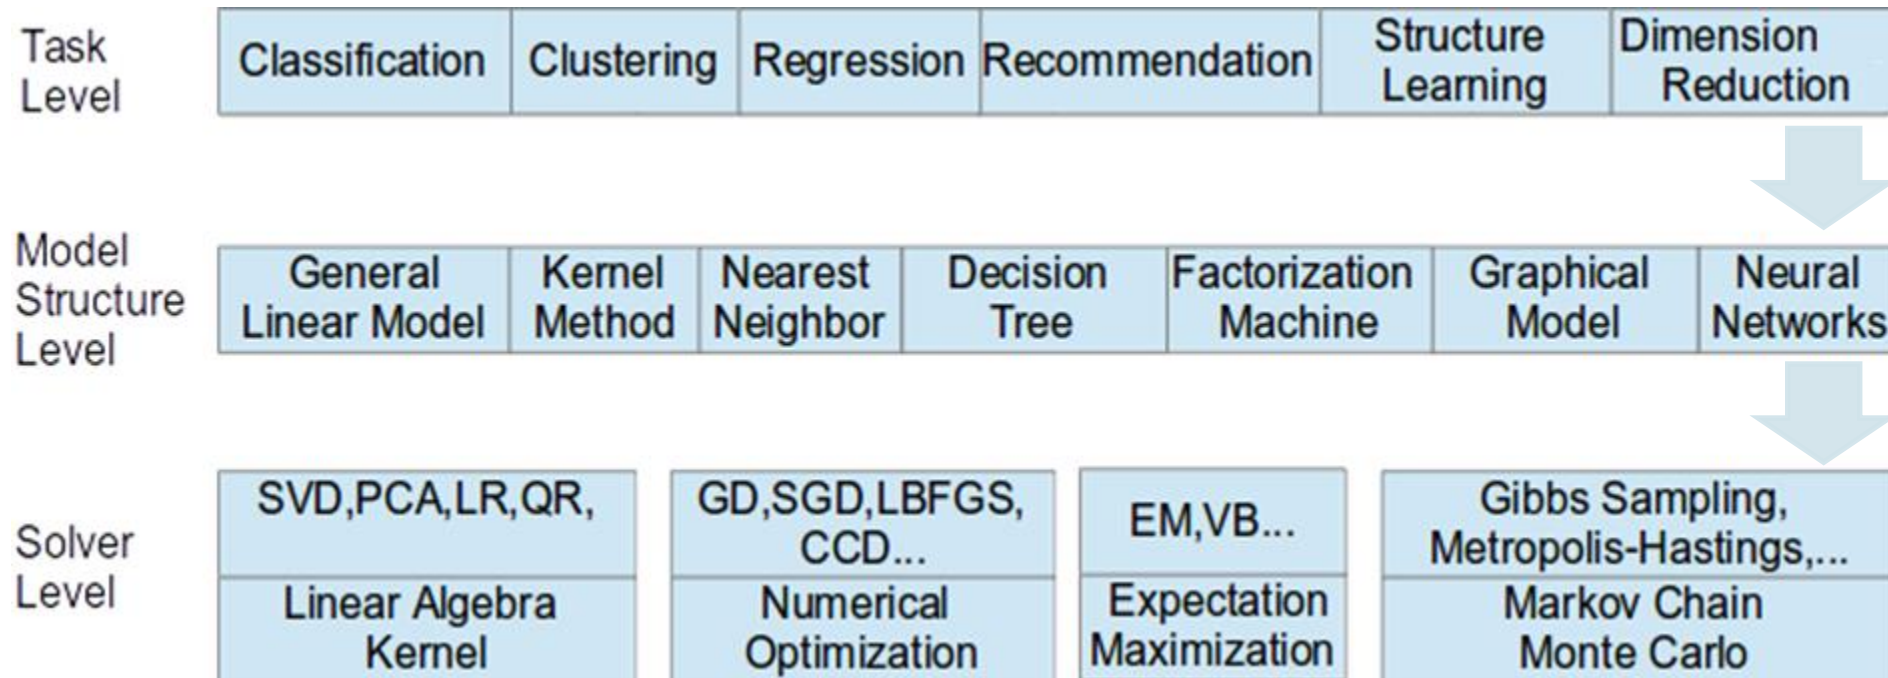 Task
Level
Classification
Clustering
Regression
Recommendation
Structure
Learning
Dimension
Reduction
Model
Structure
Level
General
Linear Model
Kernel
Method
Nearest
Neighbor
Decision
Tree
Factorization
Machine
Graphical
Model
Neural
Networks
Solver
Level
SVD,PCA,LR,QR,
Linear Algebra
Kernel
GD,SGD,LBFGS,
CCD...
Numerical
Optimization
EM,VB...
Expectation
Maximization
Gibbs Sampling,
Metropolis-Hastings,...
Markov Chain
Monte Carlo